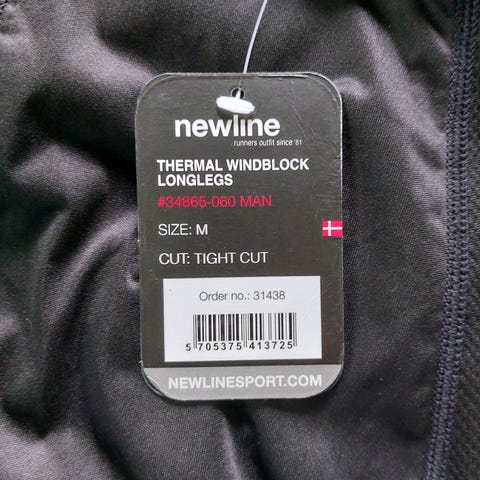 newline
runners outfit since '81
THERMAL WINDBLOCK
LONGLEGS
#34865-060 MAN
SIZE: M
CUT: TIGHT CUT
Order no.: 31438
5 705375 413725
NEWLINESPORT.COM